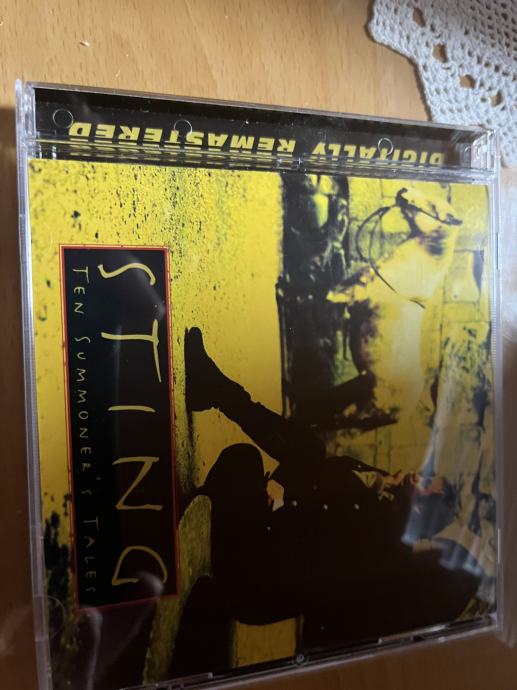 DIGITALLY REMASTERED
STING
TEN SUMMONER'S TALES